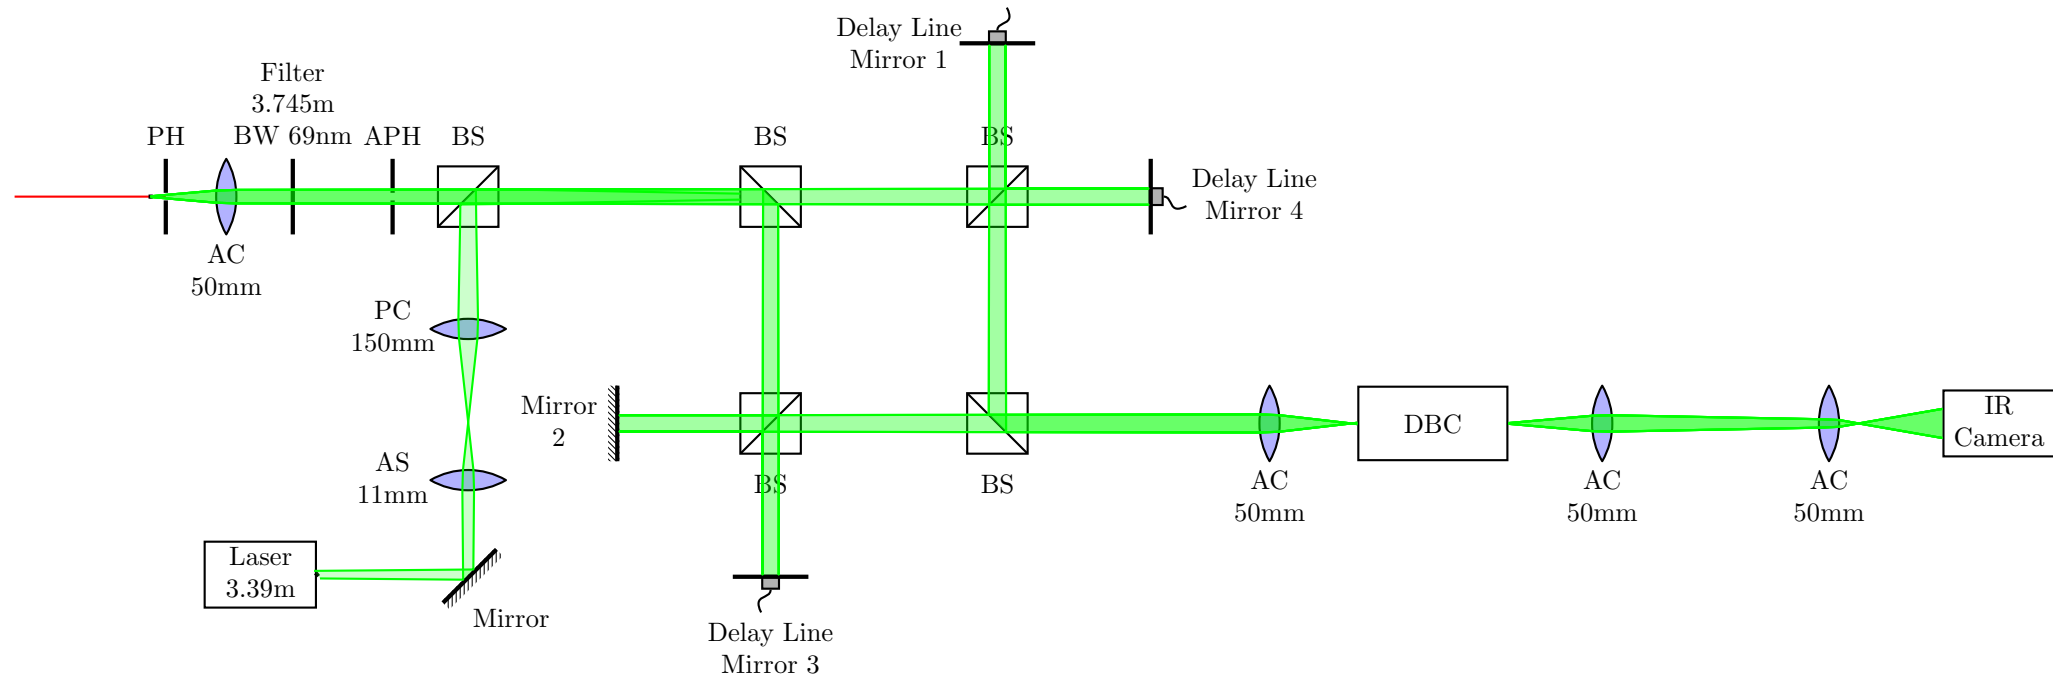 Delay Line
Mirror 1
Filter
3.745m
BW 69nm
PH
APH
BS
BS
BS
Delay Line
Mirror 4
AC
50mm
PC
150mm
Mirror
2
AS
11mm
BS
BS
DBC
IR
Camera
AC
50mm
AC
50mm
AC
50mm
Laser
3.39m
Mirror
Delay Line
Mirror 3